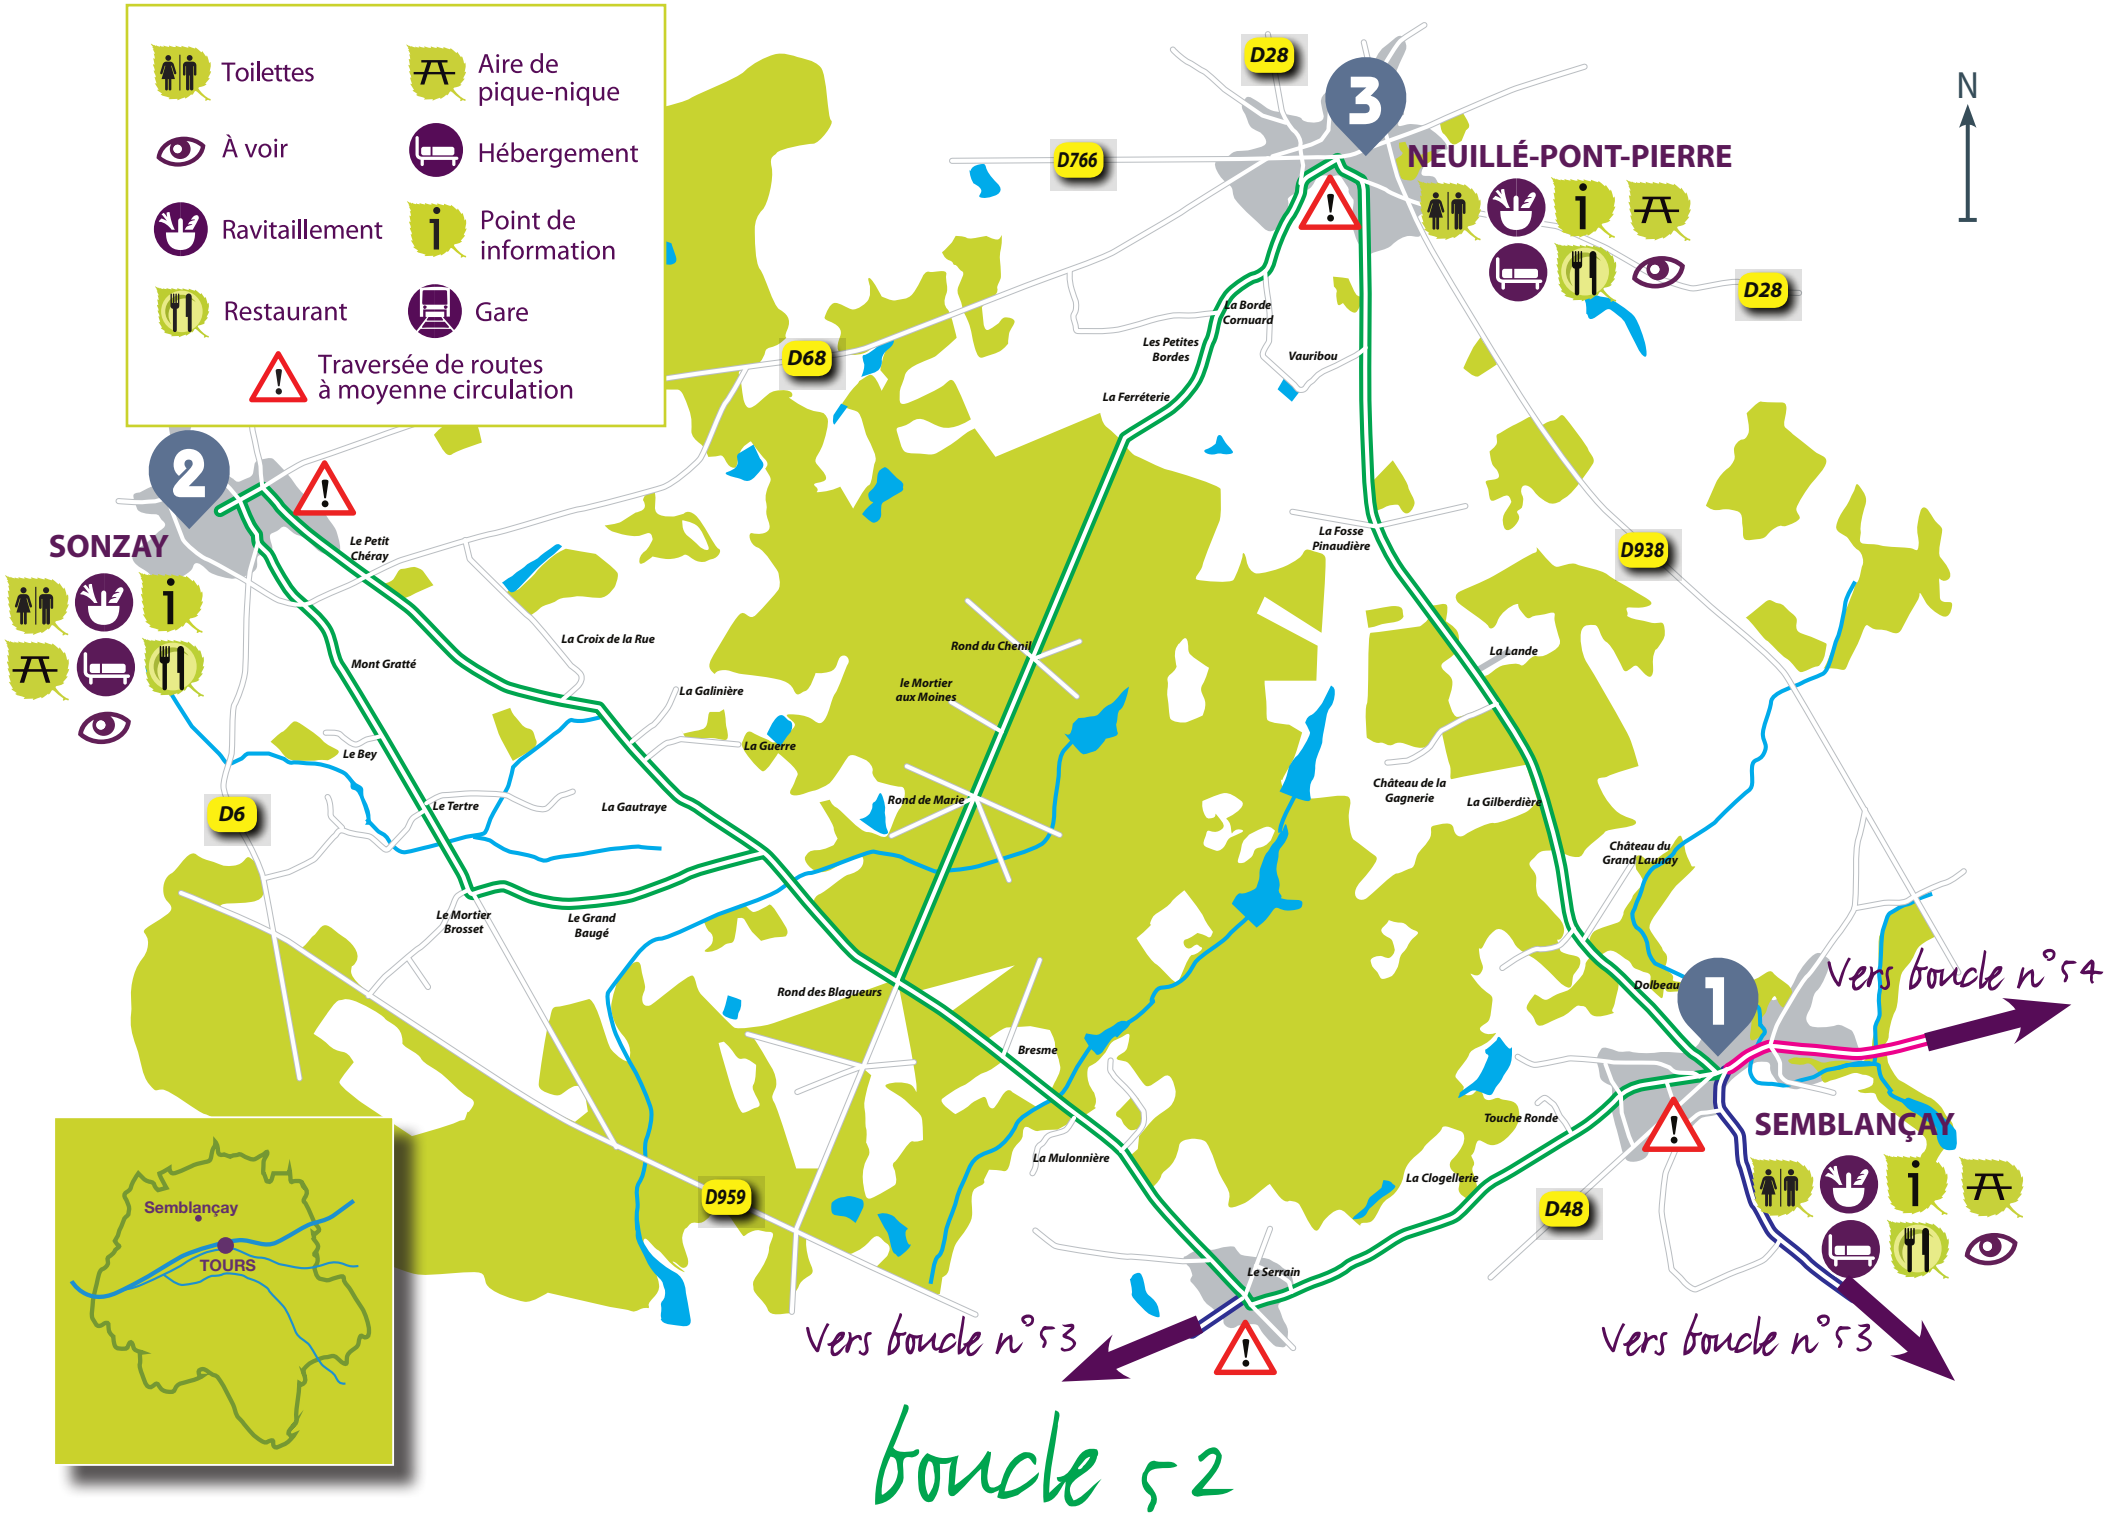 Toilettes
Aire de
pique-nique
À voir
Hébergement
Ravitaillement
i
Point de
information
Restaurant
Gare
!
Traversée de routes
à moyenne circulation
D28
3
N
D766
NEUILLÉ-PONT-PIERRE
!
i
D28
La Borde
Cornuard
Les Petites
Bordes
Vauribou
D68
La Ferréterie
2
!
SONZAY
i
Le Petit
Chéray
La Fosse
Pinaudière
D938
La Croix de la Rue
Rond du Chenil
La Lande
Mont Gratté
le Mortier
aux Moines
La Galinière
La Guerre
Le Bey
Château de la
Gagnerie
Rond de Marie
La Gilberdière
Le Tertre
La Gautraye
D6
Château du
Grand Launay
Le Mortier
Brosset
Le Grand
Baugé
Vers boucle n°54
Rond des Blagueurs
Dolbeau
1
Bresme
Touche Ronde
!
SEMBLANÇAY
i
La Mulonnière
La Clogellerie
D959
D48
Semblançay
TOURS
Le Serrain
Vers boucle n°53
!
Vers boucle n°53
boucle 52